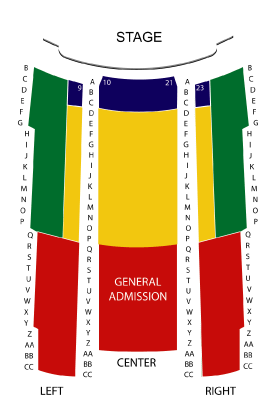 STAGE
B
C
D
E
F
G
H
I
J
K
L
M
N
O
P
Q
R
S
T
U
V
W
X
Y
Z
AA
BB
CC
9
A
B
C
D
E
F
G
H
I
J
K
L
M
N
O
P
Q
R
S
T
U
V
W
X
Y
Z
AA
BB
CC
10 21
GENERAL
ADMISSION
A
B
C
D
E
F
G
H
I
J
K
L
M
N
O
P
Q
R
S
T
U
V
W
X
Y
Z
AA
BB
CC
23
B
C
D
E
F
G
H
I
J
K
L
M
N
O
P
Q
R
S
T
U
V
W
X
Y
Z
AA
BB
CC
LEFT
CENTER
RIGHT